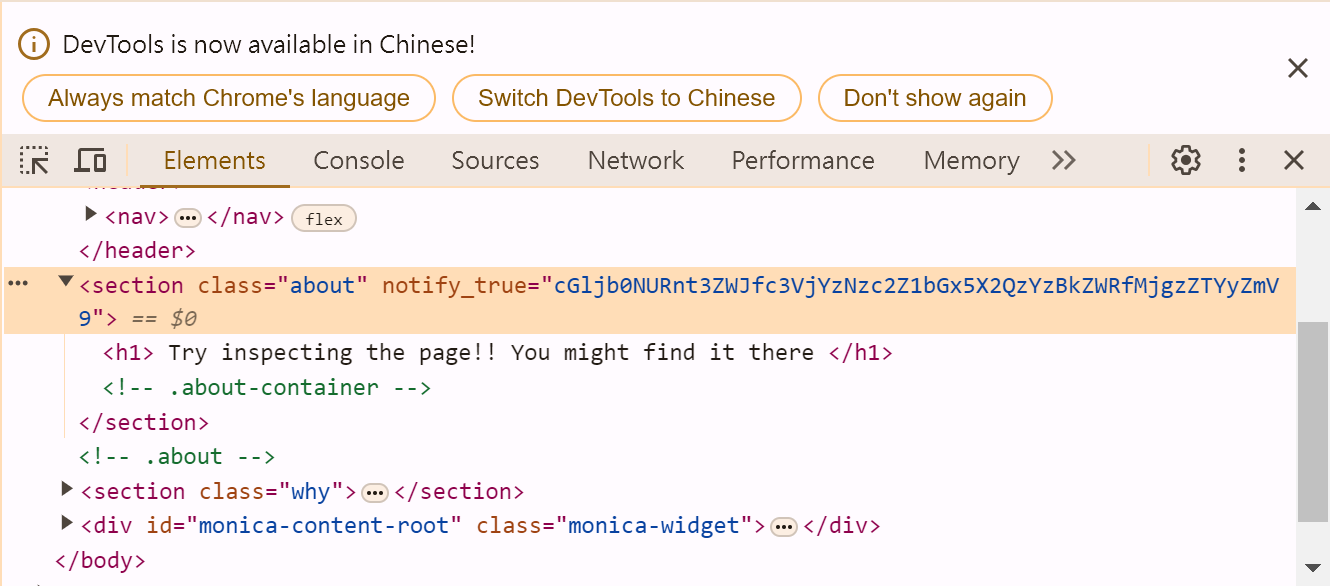 DevTools is now available in Chinese!
Always match Chrome's language
Switch DevTools to Chinese
Don't show again
Elements Console Sources Network Performance Memory
<nav>…</nav> flex
</header>
<section class="about" notify_true="cGljb0NURnt3ZWJfc3VjYzNzc2Z1bGx5X2QzYzBkZWRfMjgzZTYyZmV
9"> == $0
<h1> Try inspecting the page!! You might find it there </h1>
<!-- .about-container -->
</section>
<!-- .about -->
<section class="why">…</section>
<div id="monica-content-root" class="monica-widget">…</div>
</body>